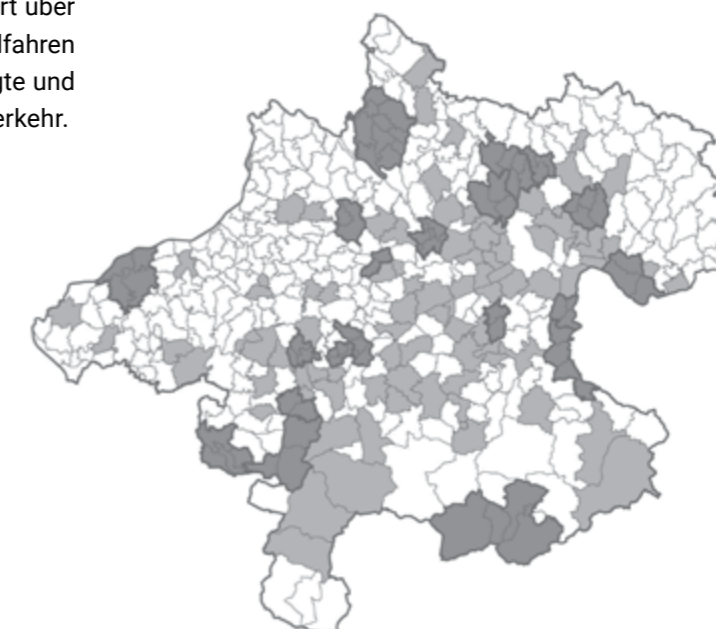 rt über
lfahren
gte und
erkehr.